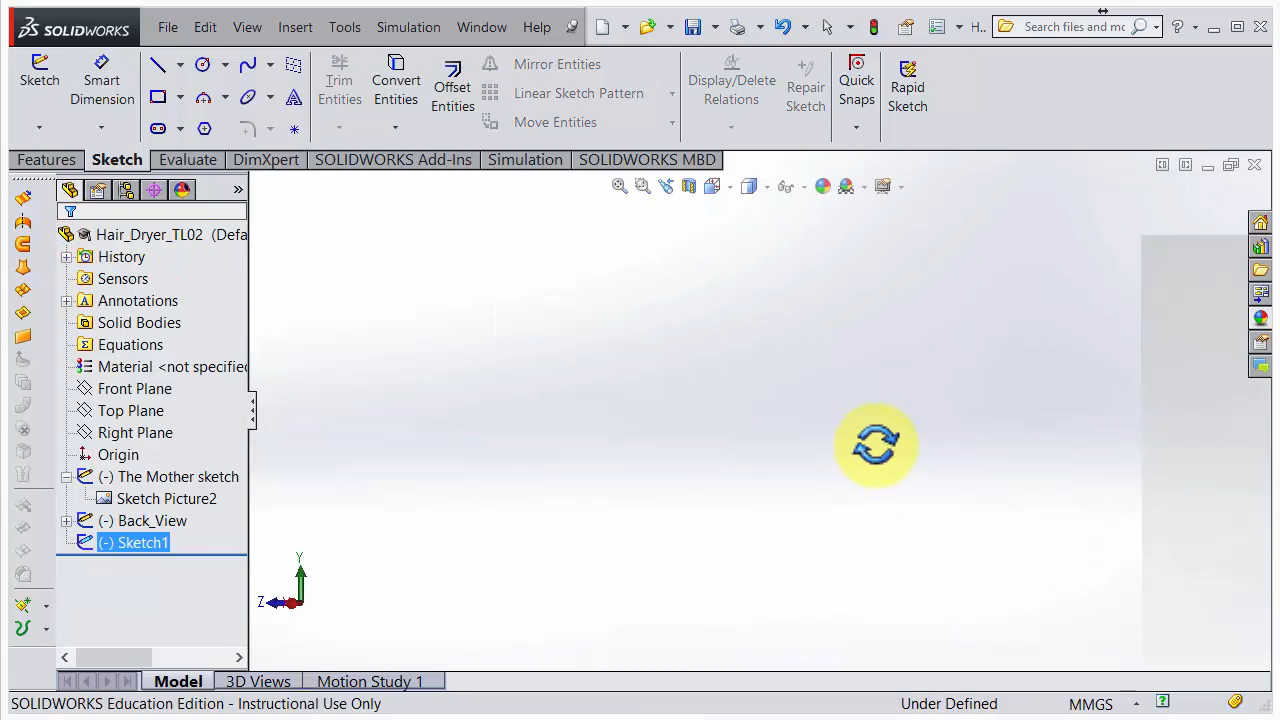 SOLIDWORKS File Edit View Insert Tools Simulation Window Help H.. Search files and mo ?
Sketch Smart Dimension Trim Entities Convert Entities Offset Entities Mirror Entities Linear Sketch Pattern Move Entities Display/Delete Relations Repair Sketch Quick Snaps Rapid Sketch
Features Sketch Evaluate DimXpert SOLIDWORKS Add-Ins Simulation SOLIDWORKS MBD
»
Hair_Dryer_TL02 (Defa
History
Sensors
Annotations
Solid Bodies
Equations
Material <not specified
Front Plane
Top Plane
Right Plane
Origin
(-) The Mother sketch
Sketch Picture2
(-) Back_View
(-) Sketch1
Y
Z
Model 3D Views Motion Study 1
SOLIDWORKS Education Edition - Instructional Use Only Under Defined MMGS ?